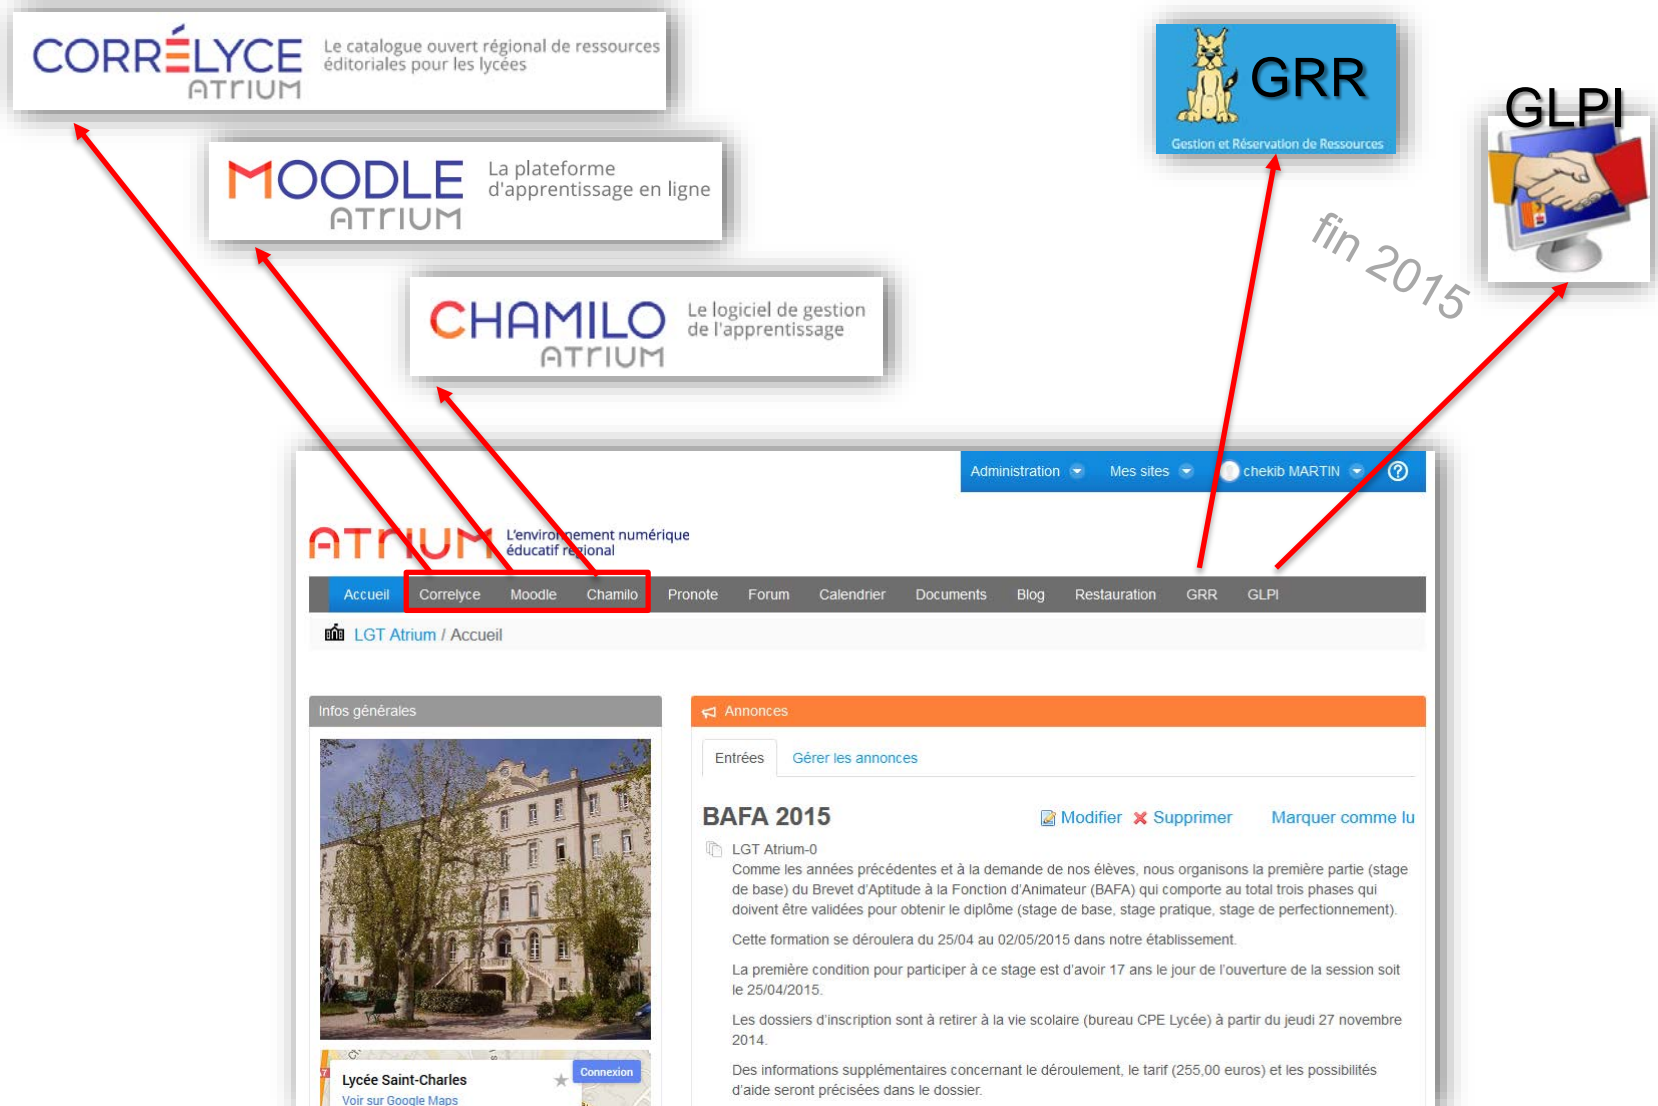 CORRÉLYCE
ATRIUM
Le catalogue ouvert régional de ressources
éditoriales pour les lycées
MOODLE
ATRIUM
La plateforme
d'apprentissage en ligne
CHAMILO
ATRIUM
Le logiciel de gestion
de l'apprentissage
GRR
Gestion et Réservation de Ressources
GLPI
fin 2015
Administration Mes sites chekib MARTIN ?
ATRIUM
L'environnement numérique
éducatif régional
Accueil Correlyce Moodle Chamilo Pronote Forum Calendrier Documents Blog Restauration GRR GLPI
LGT Atrium / Accueil
Infos générales
Annonces
Entrées Gérer les annonces
BAFA 2015
Modifier Supprimer Marquer comme lu
LGT Atrium-0
Comme les années précédentes et à la demande de nos élèves, nous organisons la première partie (stage
de base) du Brevet d'Aptitude à la Fonction d'Animateur (BAFA) qui comporte au total trois phases qui
doivent être validées pour obtenir le diplôme (stage de base, stage pratique, stage de perfectionnement).
Cette formation se déroulera du 25/04 au 02/05/2015 dans notre établissement.
La première condition pour participer à ce stage est d'avoir 17 ans le jour de l'ouverture de la session soit
le 25/04/2015.
Les dossiers d'inscription sont à retirer à la vie scolaire (bureau CPE Lycée) à partir du jeudi 27 novembre
2014.
Des informations supplémentaires concernant le déroulement, le tarif (255,00 euros) et les possibilités
d'aide seront précisées dans le dossier.
Lycée Saint-Charles
Connexion
Voir sur Google Maps